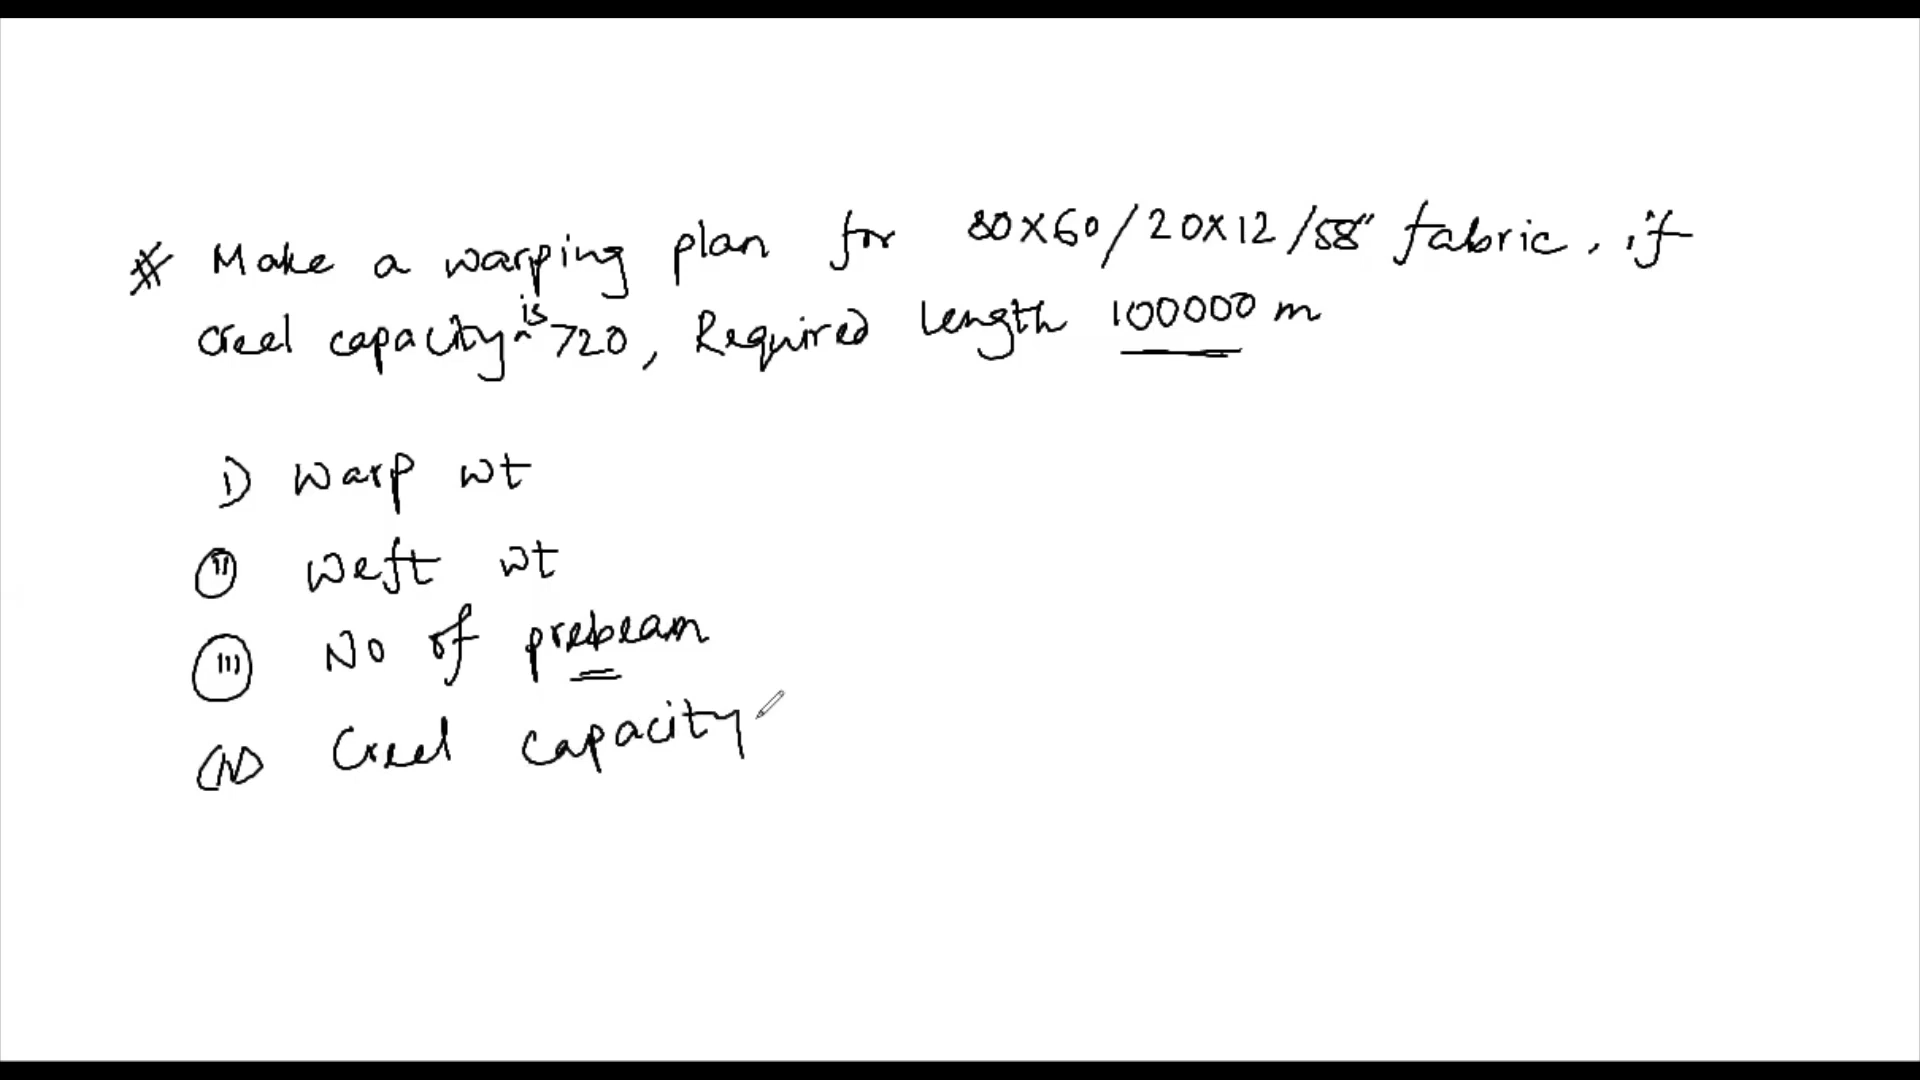 * Make a warping plan for 80x60/20x12/58" fabric, if
creel capacity is 720, Required length 100000 m
I) warp wt
II weft wt
III No of prebeam
IV) Creel capacity